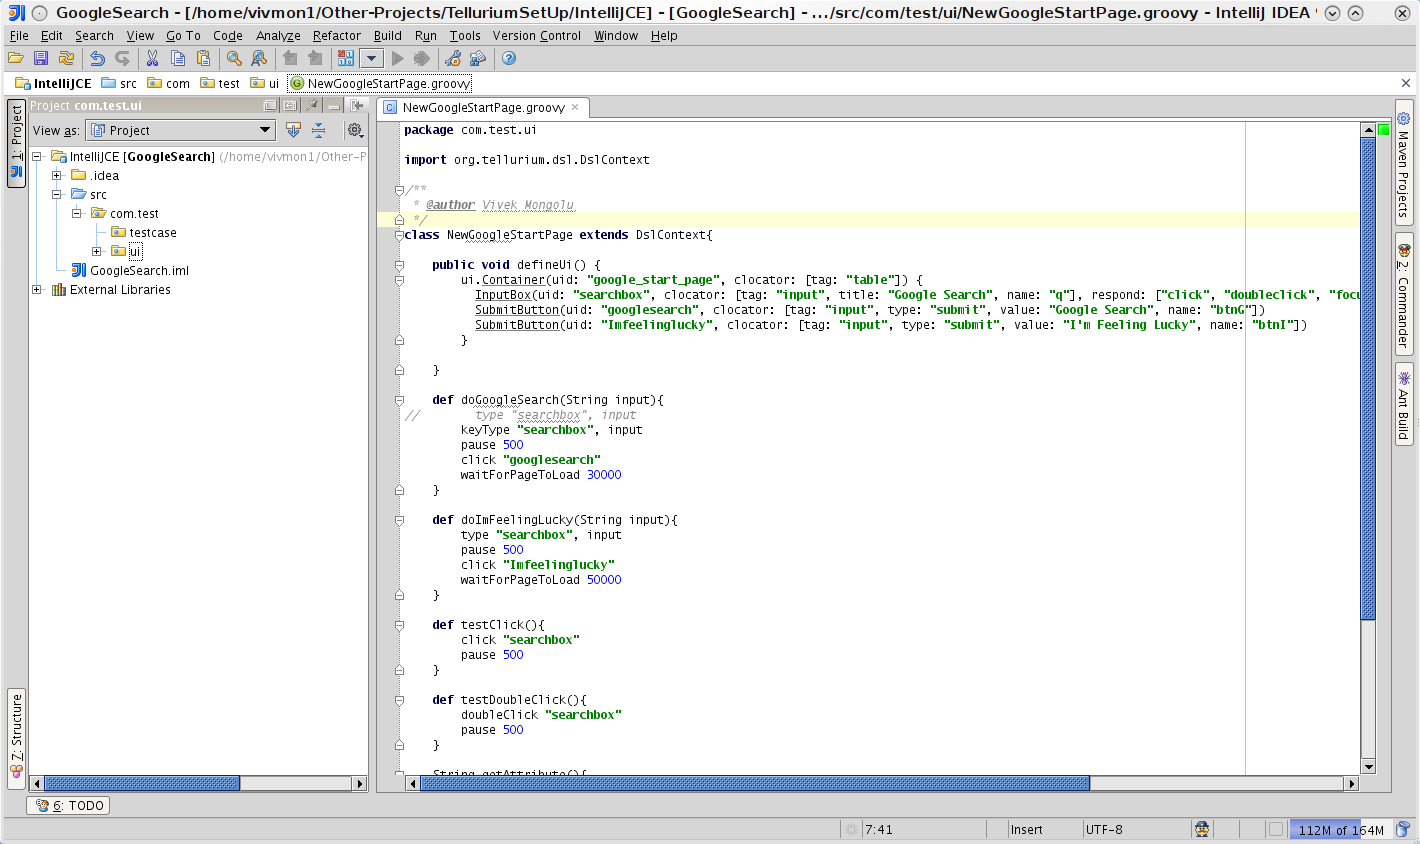 GoogleSearch - [/home/vivmon1/Other-Projects/TelluriumSetUp/IntelliJCE] - [GoogleSearch] - .../src/com/test/ui/NewGoogleStartPage.groovy - IntelliJ IDEA
File Edit Search View Go To Code Analyze Refactor Build Run Tools Version Control Window Help
IntelliJCE src com test ui NewGoogleStartPage.groovy
Project com.test.ui
View as: Project
IntelliJCE [GoogleSearch] (/home/vivmon1/Other-P
.idea
src
com.test
testcase
ui
GoogleSearch.iml
External Libraries
1: Project
Z: Structure
6: TODO
NewGoogleStartPage.groovy
package com.test.ui
import org.tellurium.dsl.DslContext
/**
* @author Vivek Mongolu
*/
class NewGoogleStartPage extends DslContext{
public void defineUi() {
ui.Container(uid: "google_start_page", clocator: [tag: "table"]) {
InputBox(uid: "searchbox", clocator: [tag: "input", title: "Google Search", name: "q"], respond: ["click", "doubleclick", "focu
SubmitButton(uid: "googlesearch", clocator: [tag: "input", type: "submit", value: "Google Search", name: "btnG"])
SubmitButton(uid: "Imfeelinglucky", clocator: [tag: "input", type: "submit", value: "I'm Feeling Lucky", name: "btnI"])
}
}
def doGoogleSearch(String input){
// type "searchbox", input
keyType "searchbox", input
pause 500
click "googlesearch"
waitForPageToLoad 30000
}
def doImFeelingLucky(String input){
type "searchbox", input
pause 500
click "Imfeelinglucky"
waitForPageToLoad 50000
}
def testClick(){
click "searchbox"
pause 500
}
def testDoubleClick(){
doubleClick "searchbox"
pause 500
}
String getAttribute(){
Maven Projects
2: Commander
Ant Build
7:41 Insert UTF-8 112M of 164M